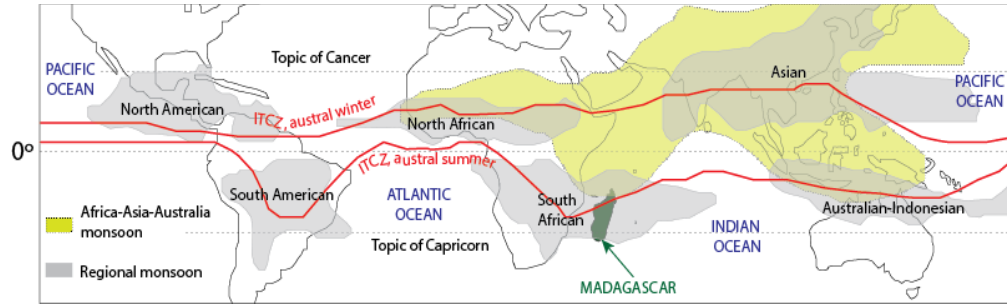 Topic of Cancer
PACIFIC
OCEAN
Asian
PACIFIC
OCEAN
North American
ITCZ, austral winter
North African
0º
ITCZ, austral summer
South American
ATLANTIC
OCEAN
South
African
Australian-Indonesian
Africa-Asia-Australia
monsoon
INDIAN
OCEAN
Topic of Capricorn
Regional monsoon
MADAGASCAR